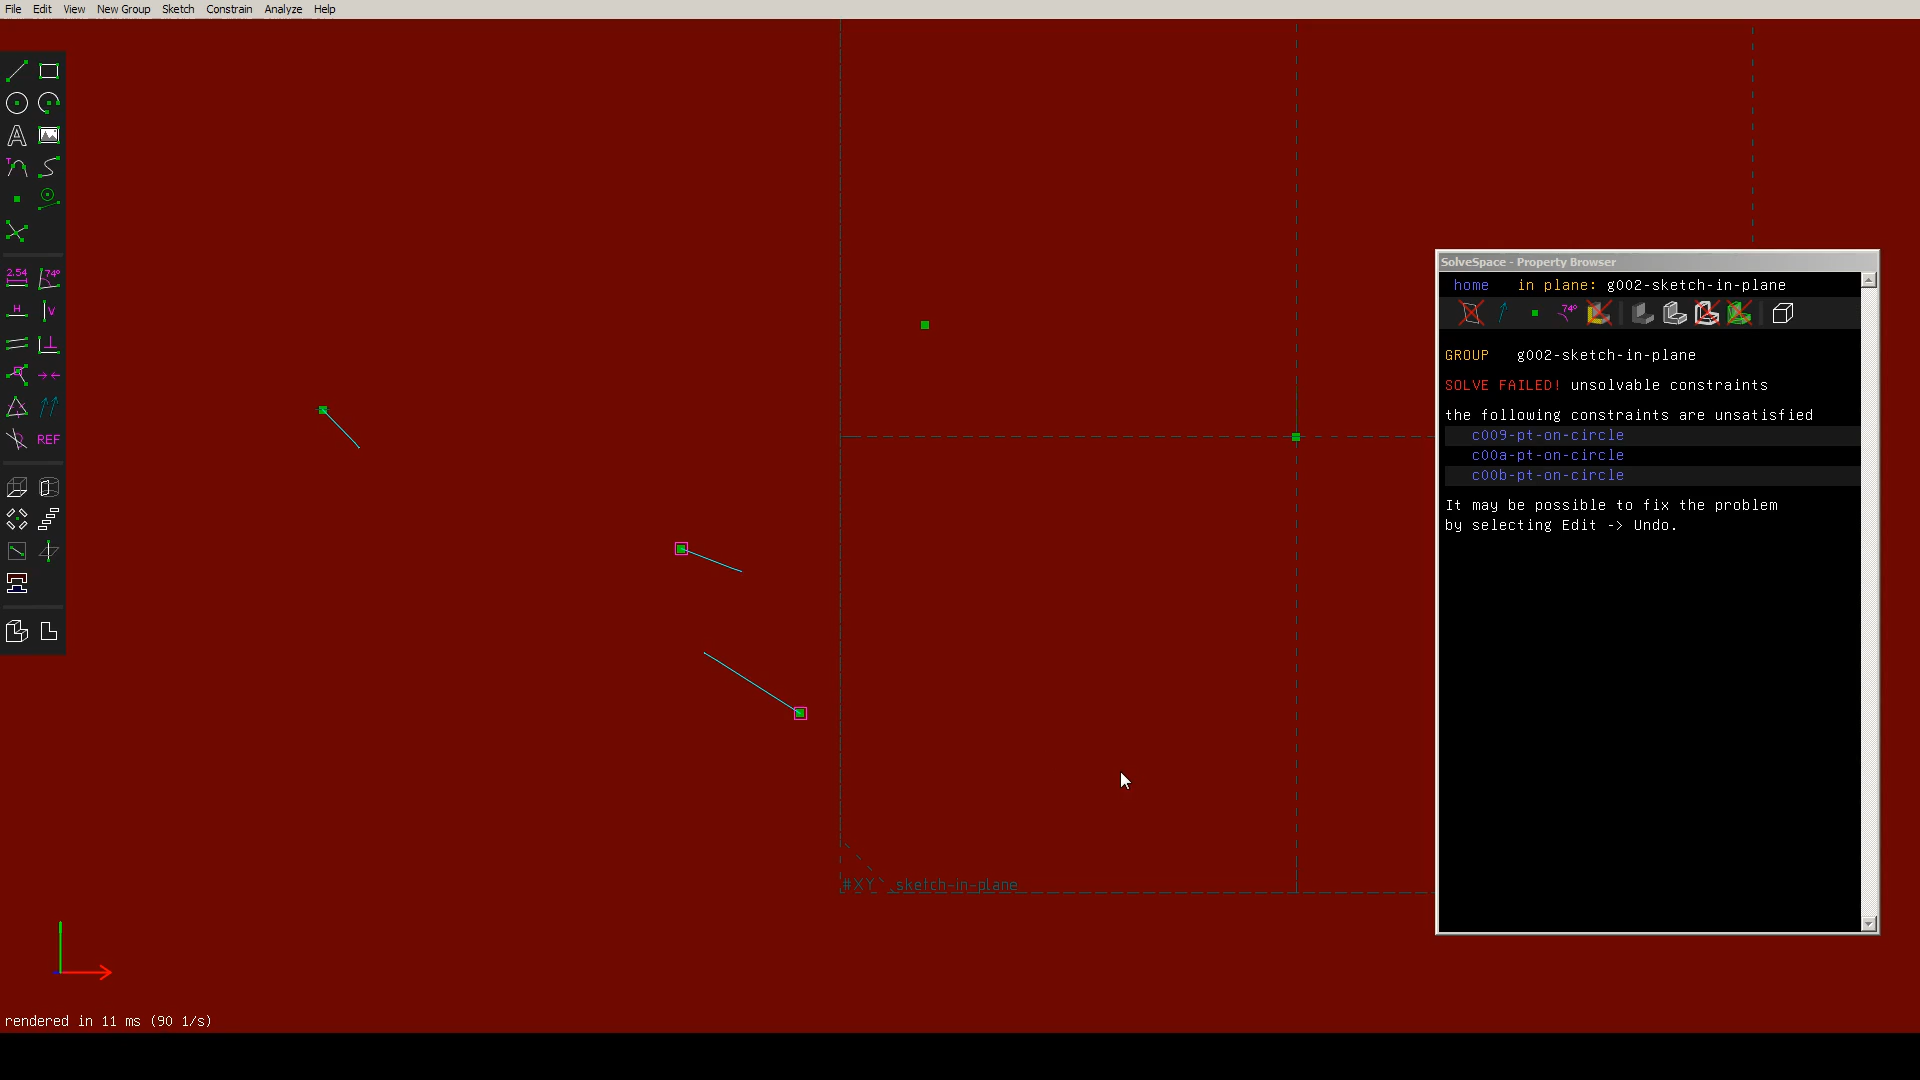 File Edit View New Group Sketch Constrain Analyze Help
T
2.54 74°
H V
REF
#XY
sketch-in-plane
rendered in 11 ms (90 1/s)
SolveSpace - Property Browser
home in plane: g002-sketch-in-plane
74°
GROUP g002-sketch-in-plane
SOLVE FAILED! unsolvable constraints
the following constraints are unsatisfied
c009-pt-on-circle
c00a-pt-on-circle
c00b-pt-on-circle
It may be possible to fix the problem
by selecting Edit -> Undo.